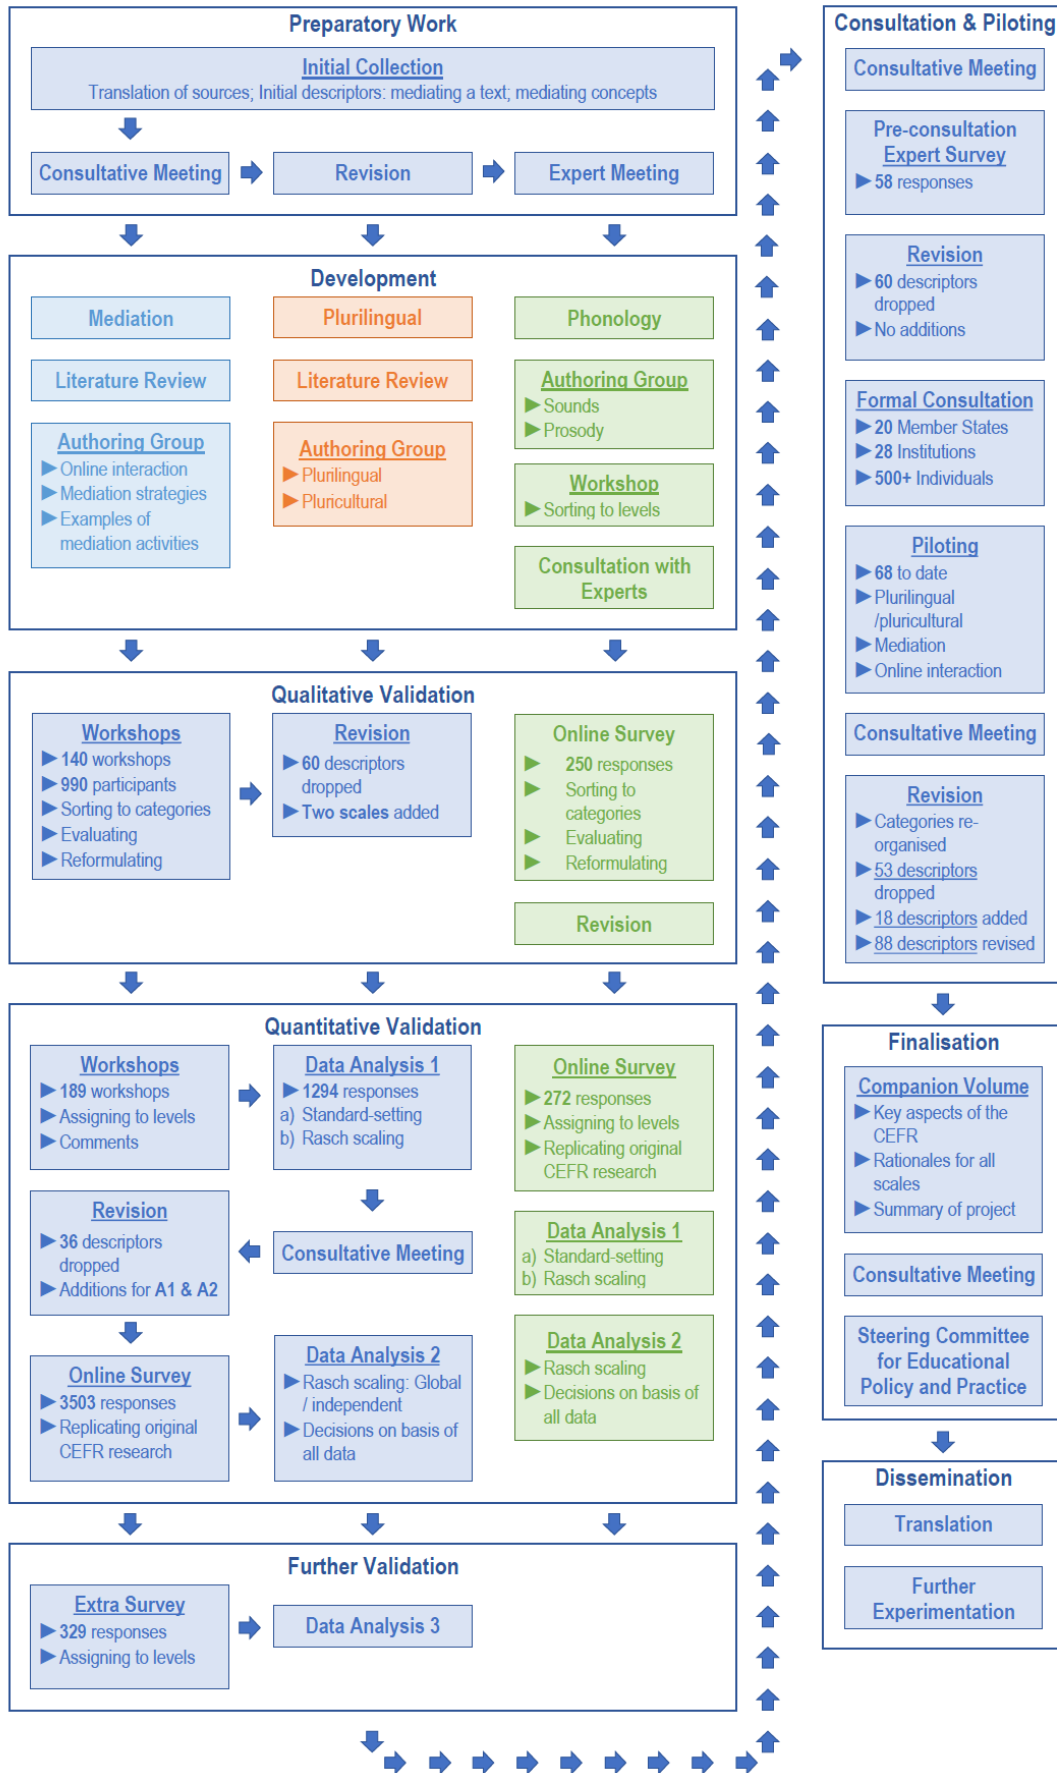 Preparatory Work
Initial Collection
Translation of sources; Initial descriptors: mediating a text; mediating concepts
Consultative Meeting
Revision
Expert Meeting
Development
Mediation
Literature Review
Authoring Group
Online interaction
Mediation strategies
Examples of
mediation activities
Plurilingual
Literature Review
Authoring Group
Plurilingual
Pluricultural
Phonology
Authoring Group
Sounds
Prosody
Workshop
Sorting to levels
Consultation with
Experts
Qualitative Validation
Workshops
140 workshops
990 participants
Sorting to categories
Evaluating
Reformulating
Revision
60 descriptors
dropped
Two scales added
Online Survey
250 responses
Sorting to
categories
Evaluating
Reformulating
Revision
Quantitative Validation
Workshops
189 workshops
Assigning to levels
Comments
Data Analysis 1
1294 responses
a) Standard-setting
b) Rasch scaling
Consultative Meeting
Revision
36 descriptors
dropped
Additions for A1 & A2
Online Survey
3503 responses
Replicating original
CEFR research
Data Analysis 2
Rasch scaling: Global
/ independent
Decisions on basis of
all data
Online Survey
272 responses
Assigning to levels
Replicating original
CEFR research
Data Analysis 1
a) Standard-setting
b) Rasch scaling
Data Analysis 2
Rasch scaling
Decisions on basis of
all data
Further Validation
Extra Survey
329 responses
Assigning to levels
Data Analysis 3
Consultation & Piloting
Consultative Meeting
Pre-consultation
Expert Survey
58 responses
Revision
60 descriptors
dropped
No additions
Formal Consultation
20 Member States
28 Institutions
500+ Individuals
Piloting
68 to date
Plurilingual
/pluricultural
Mediation
Online interaction
Consultative Meeting
Revision
Categories re-
organised
53 descriptors
dropped
18 descriptors added
88 descriptors revised
Finalisation
Companion Volume
Key aspects of the
CEFR
Rationales for all
scales
Summary of project
Consultative Meeting
Steering Committee
for Educational
Policy and Practice
Dissemination
Translation
Further
Experimentation